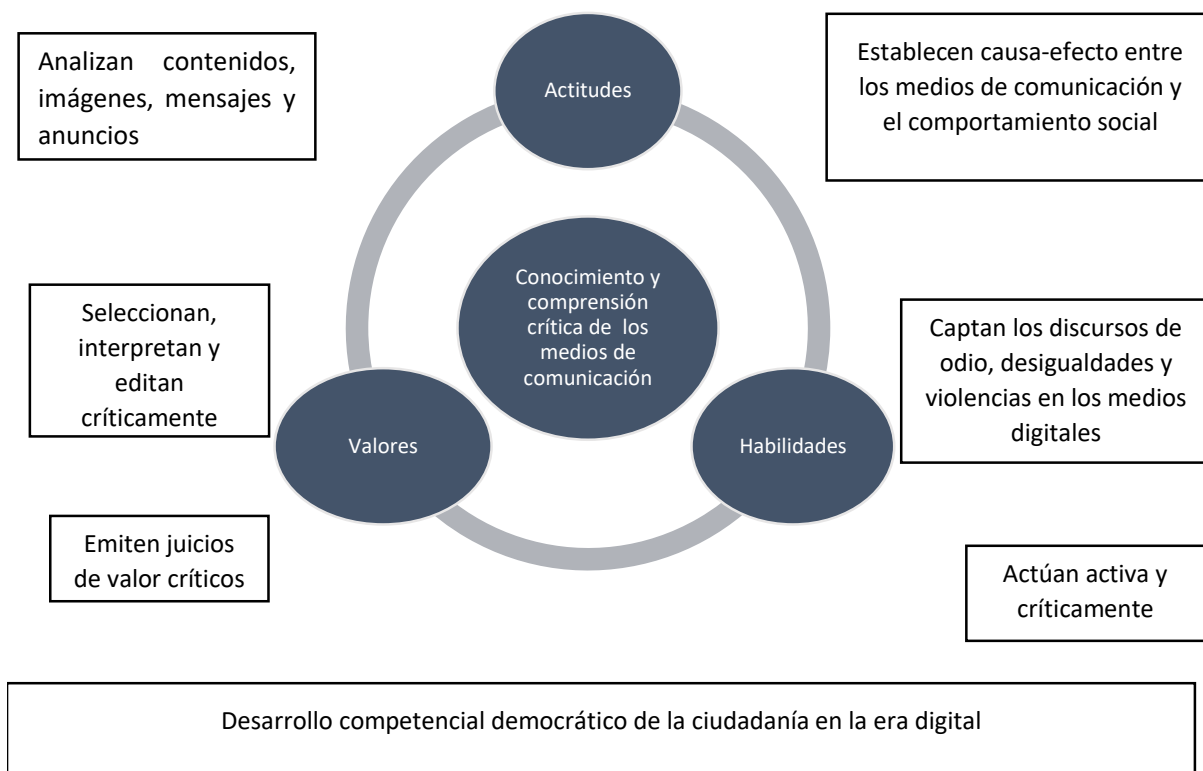 Analizan contenidos,
imágenes, mensajes y
anuncios
Actitudes
Establecen causa-efecto entre
los medios de comunicación y
el comportamiento social
Conocimiento y
comprensión
crítica de los
medios de
comunicación
Seleccionan,
interpretan y
editan
críticamente
Captan los discursos de
odio, desigualdades y
violencias en los medios
digitales
Valores
Habilidades
Emiten juicios
de valor críticos
Actúan activa y
críticamente
Desarrollo competencial democrático de la ciudadanía en la era digital